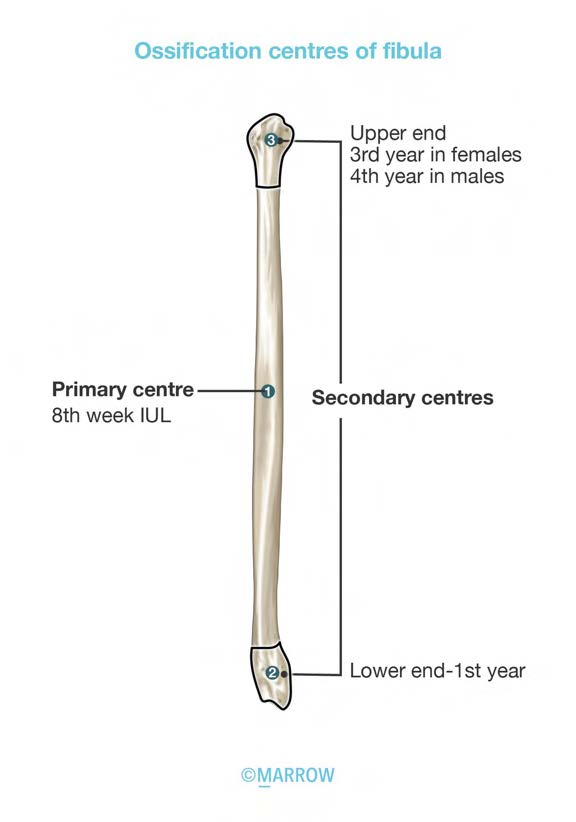 Ossification centres of fibula
3
Upper end
3rd year in females
4th year in males
Primary centre
8th week IUL
1
Secondary centres
2
Lower end-1st year
©MARROW